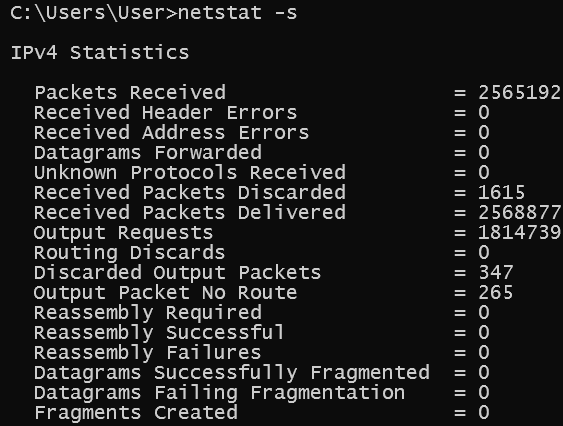 C:\Users\User>netstat -s
IPv4 Statistics
Packets Received = 2565192
Received Header Errors = 0
Received Address Errors = 0
Datagrams Forwarded = 0
Unknown Protocols Received = 0
Received Packets Discarded = 1615
Received Packets Delivered = 2568877
Output Requests = 1814739
Routing Discards = 0
Discarded Output Packets = 347
Output Packet No Route = 265
Reassembly Required = 0
Reassembly Successful = 0
Reassembly Failures = 0
Datagrams Successfully Fragmented = 0
Datagrams Failing Fragmentation = 0
Fragments Created = 0